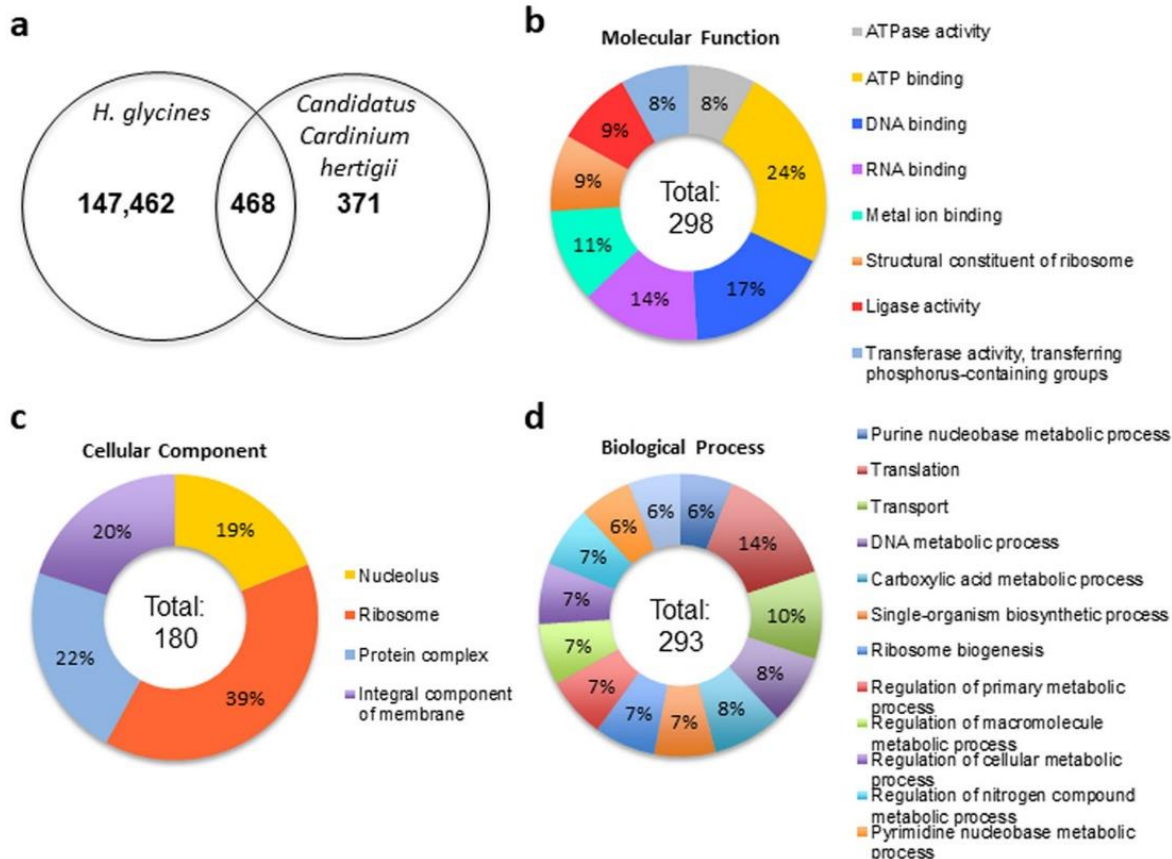 a
H. glycines
Candidatus
Cardinium
hertigii
147,462
468
371
b
Molecular Function
8%
8%
24%
17%
14%
11%
9%
9%
Total:
298
ATPase activity
ATP binding
DNA binding
RNA binding
Metal ion binding
Structural constituent of ribosome
Ligase activity
Transferase activity, transferring
phosphorus-containing groups
c
Cellular Component
19%
39%
22%
20%
Total:
180
Nucleolus
Ribosome
Protein complex
Integral component
of membrane
d
Biological Process
6%
14%
10%
8%
8%
7%
7%
7%
7%
7%
7%
6%
6%
Total:
293
Purine nucleobase metabolic process
Translation
Transport
DNA metabolic process
Carboxylic acid metabolic process
Single-organism biosynthetic process
Ribosome biogenesis
Regulation of primary metabolic
process
Regulation of macromolecule
metabolic process
Regulation of cellular metabolic
process
Regulation of nitrogen compound
metabolic process
Pyrimidine nucleobase metabolic
process